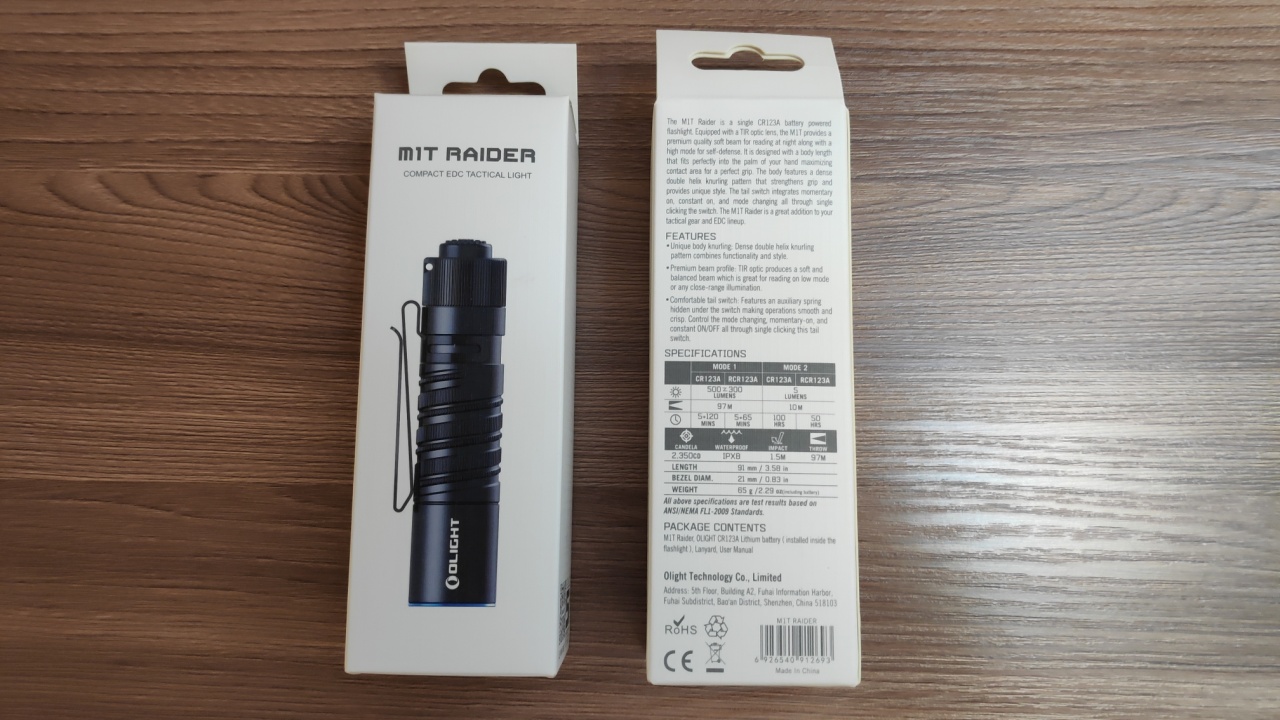 M1T RAIDER
COMPACT EDC TACTICAL LIGHT
OLIGHT
The M1T Raider is a single CR123A battery powered
flashlight. Equipped with a TIR optic lens, the M1T provides a
premium quality soft beam for reading at night along with a
high mode for self-defense. It is designed with a body length
that fits perfectly into the palm of your hand maximizing
contact area for a perfect grip. The body features a dense
double helix knurling pattern that strengthens grip and
provides unique style. The tail switch integrates momentary
on, constant on, and mode changing all through single
clicking the switch. The M1T Raider is a great addition to your
tactical gear and EDC lineup.
FEATURES
• Unique body knurling: Dense double helix knurling
pattern combines functionality and style.
• Premium beam profile: TIR optic produces a soft and
balanced beam which is great for reading on low mode
or any close-range illumination.
• Comfortable tail switch: Features an auxiliary spring
hidden under the switch making operations smooth and
crisp. Control the mode changing, momentary-on, and
constant ON/OFF all through single clicking this tail
switch.
SPECIFICATIONS
MODE 1 MODE 2
CR123A RCR123A CR123A RCR123A
500~300 LUMENS 5 LUMENS
97M 10M
5+120 MINS 5+65 MINS 100 HRS 50 HRS
CANDELA WATERPROOF IMPACT THROW
2,350CD IPX8 1.5M 97M
LENGTH 91 mm / 3.58 in
BEZEL DIAM. 21 mm / 0.83 in
WEIGHT 65 g /2.29 oz(including battery)
All above specifications are test results based on
ANSI/NEMA FL1-2009 Standards.
PACKAGE CONTENTS
M1T Raider, OLIGHT CR123A Lithium battery ( installed inside the
flashlight ), Lanyard, User Manual
Olight Technology Co., Limited
Address: 5th Floor, Building A2, Fuhai Information Harbor,
Fuhai Subdistrict, Bao'an District, Shenzhen, China 518103
RoHS
M1T RAIDER
CE
6 926540 912693
Made In China